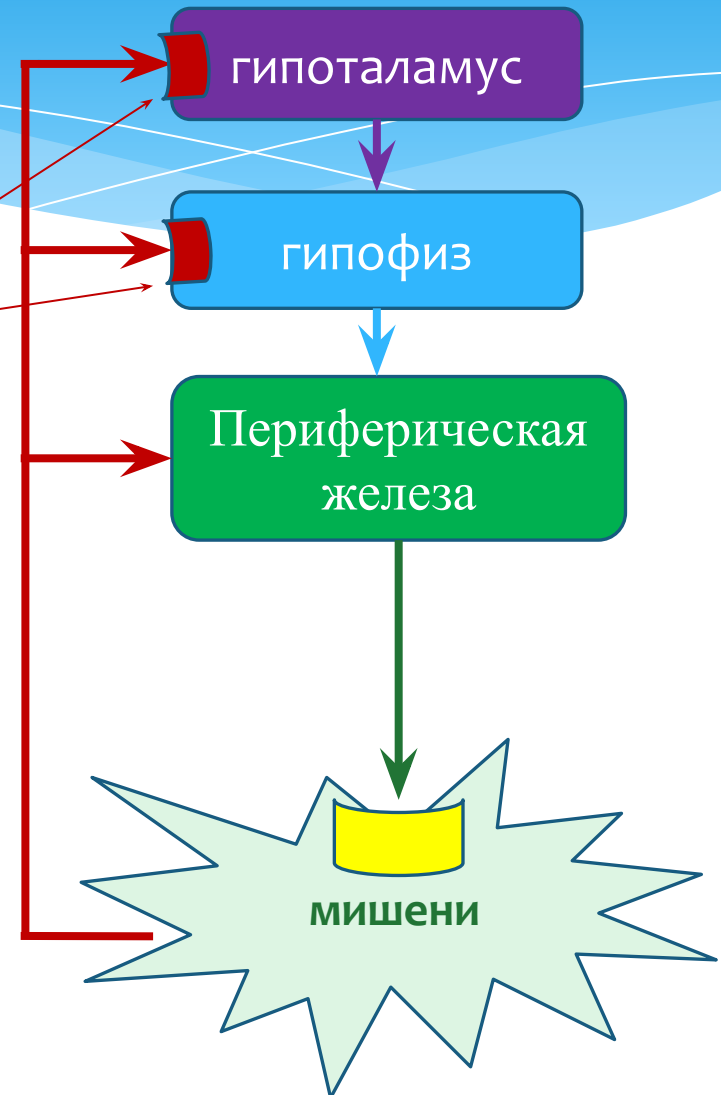 гипоталамус
гипофиз
Периферическая
железа
мишени